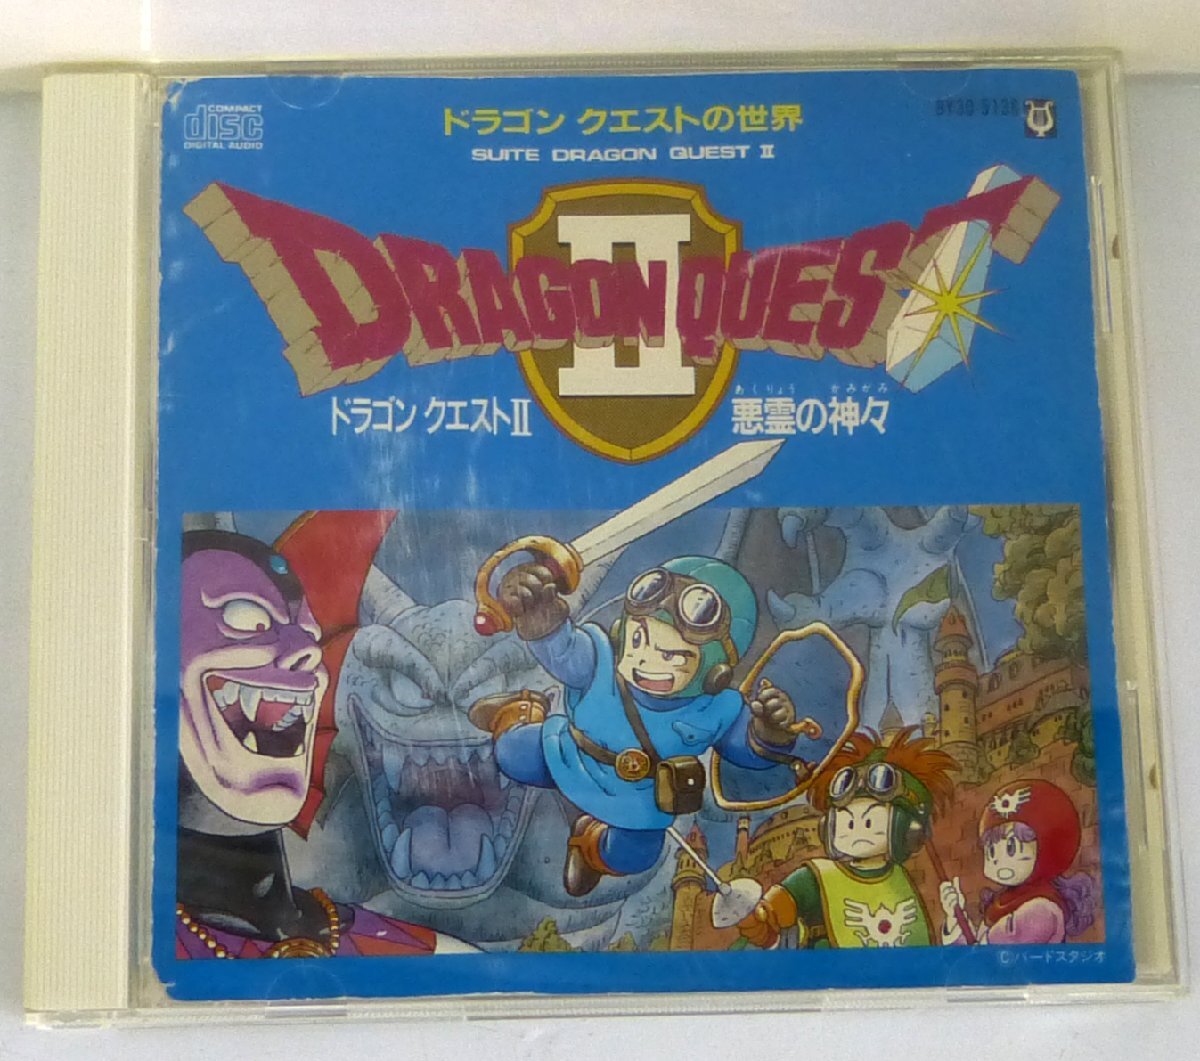 COMPACT
disc
DIGITAL AUDIO
ドラゴン クエストの世界
SUITE DRAGON QUEST II
BY30 5136
DRAGON QUEST
II
ドラゴン クエストII
あくりょう かみがみ
悪霊の神々
©バードスタジオ